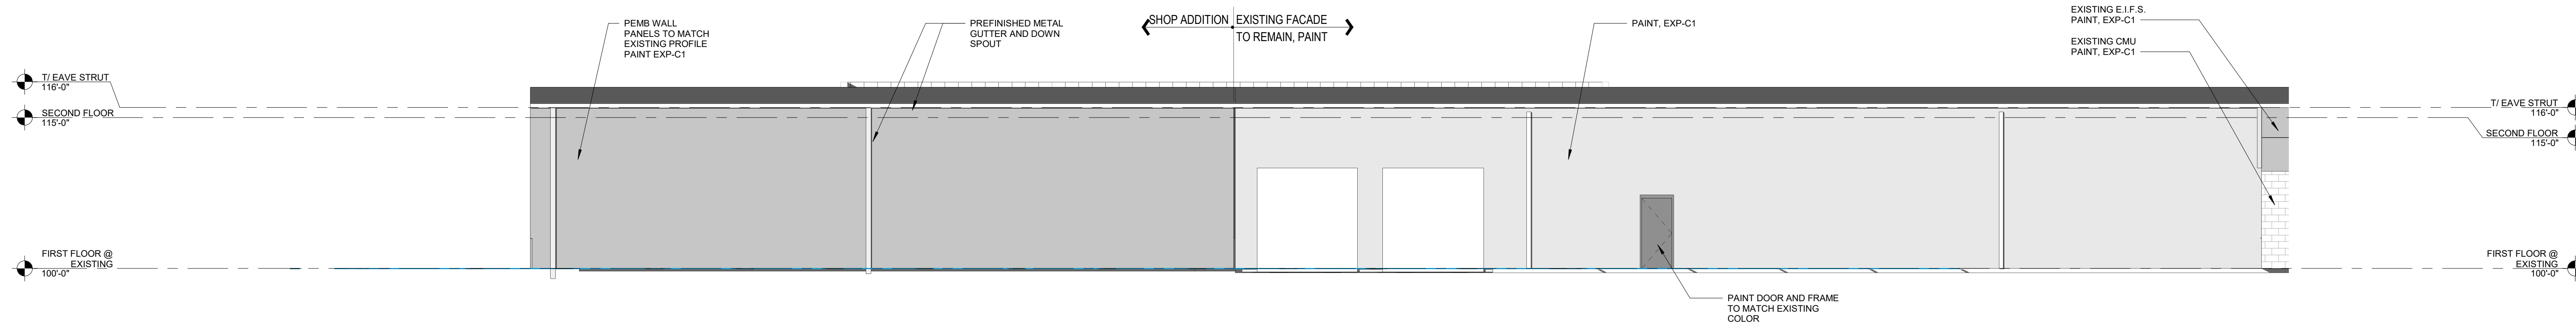 T/ EAVE STRUT
116'-0"
SECOND FLOOR
115'-0"
FIRST FLOOR @
EXISTING
100'-0"
PEMB WALL
PANELS TO MATCH
EXISTING PROFILE
PAINT EXP-C1
PREFINISHED METAL
GUTTER AND DOWN
SPOUT
SHOP ADDITION
EXISTING FACADE
TO REMAIN, PAINT
PAINT, EXP-C1
PAINT DOOR AND FRAME
TO MATCH EXISTING
COLOR
EXISTING E.I.F.S.
PAINT, EXP-C1
EXISTING CMU
PAINT, EXP-C1
T/ EAVE STRUT
116'-0"
SECOND FLOOR
115'-0"
FIRST FLOOR @
EXISTING
100'-0"